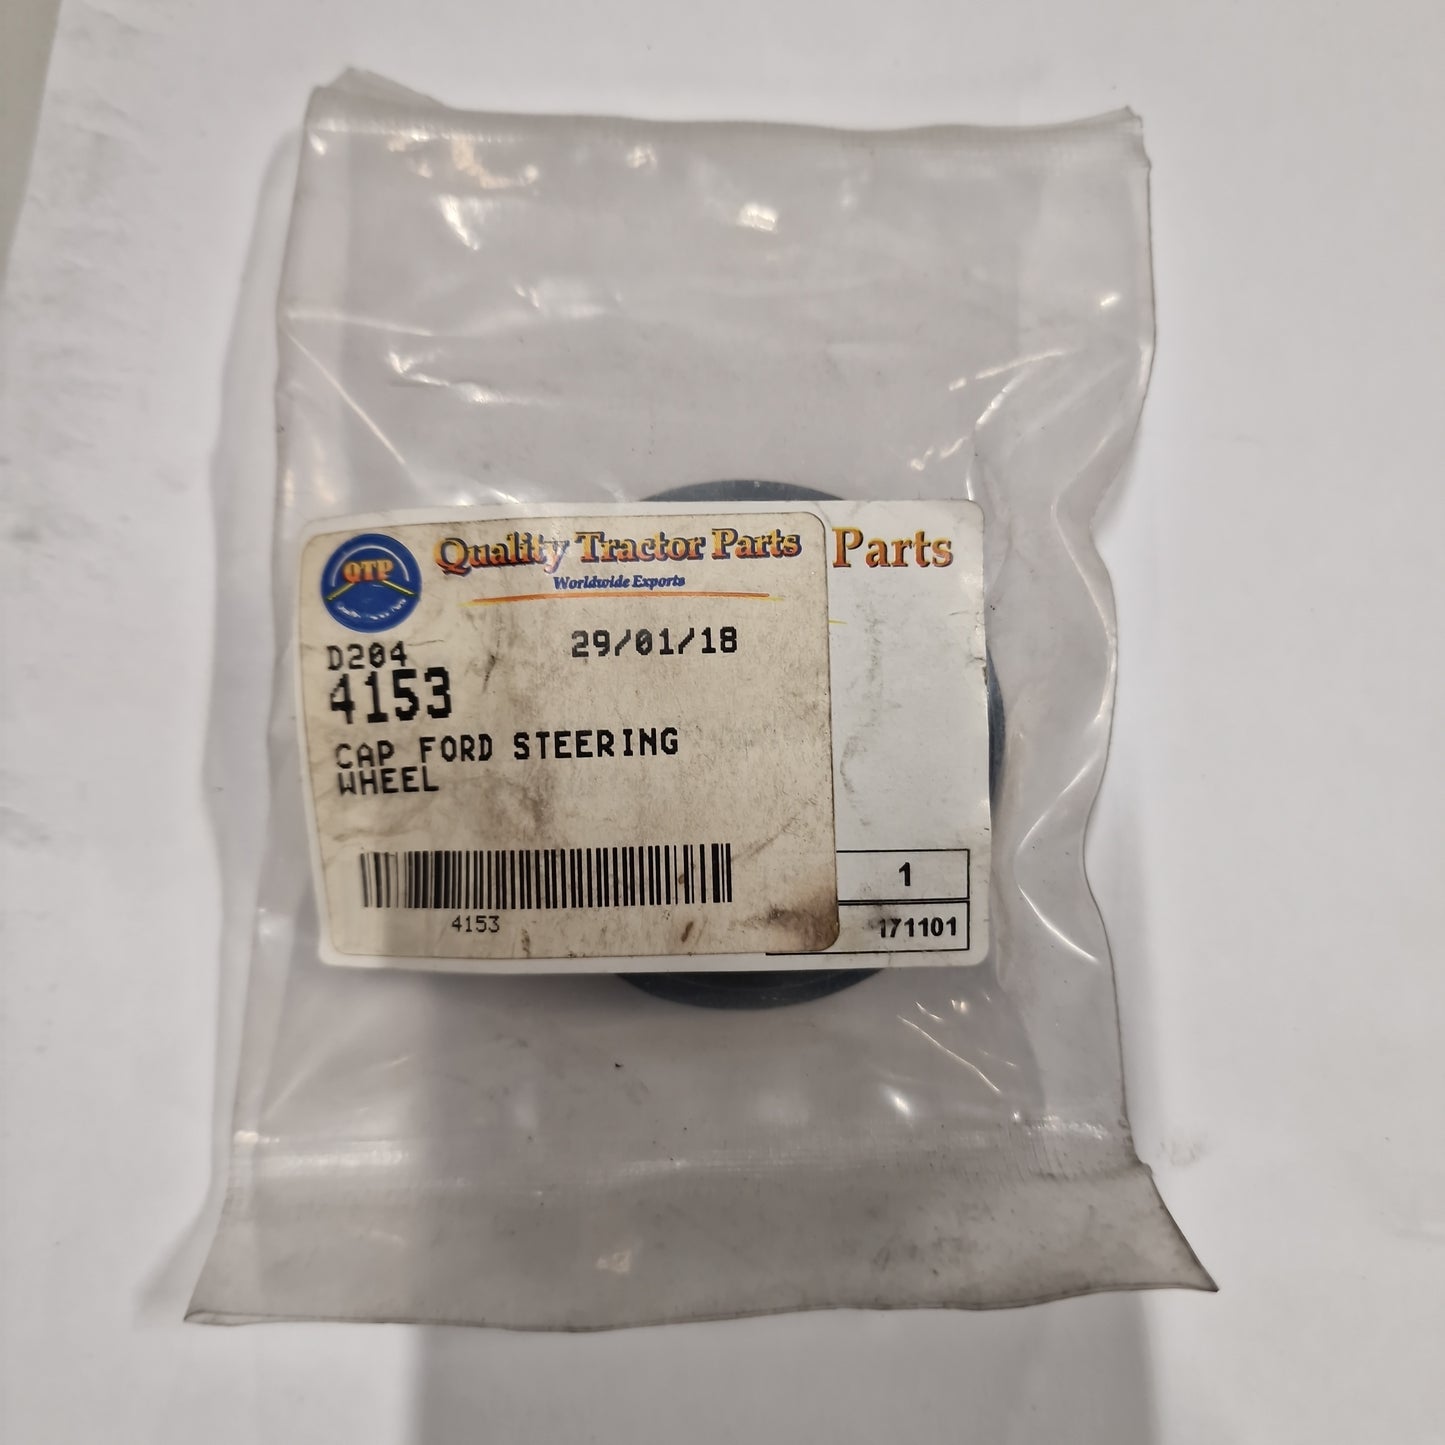 QTP
Quality Tractor Parts
Worldwide Exports
Parts
D204
29/01/18
4153
CAP FORD STEERING
WHEEL
1
171101
4153